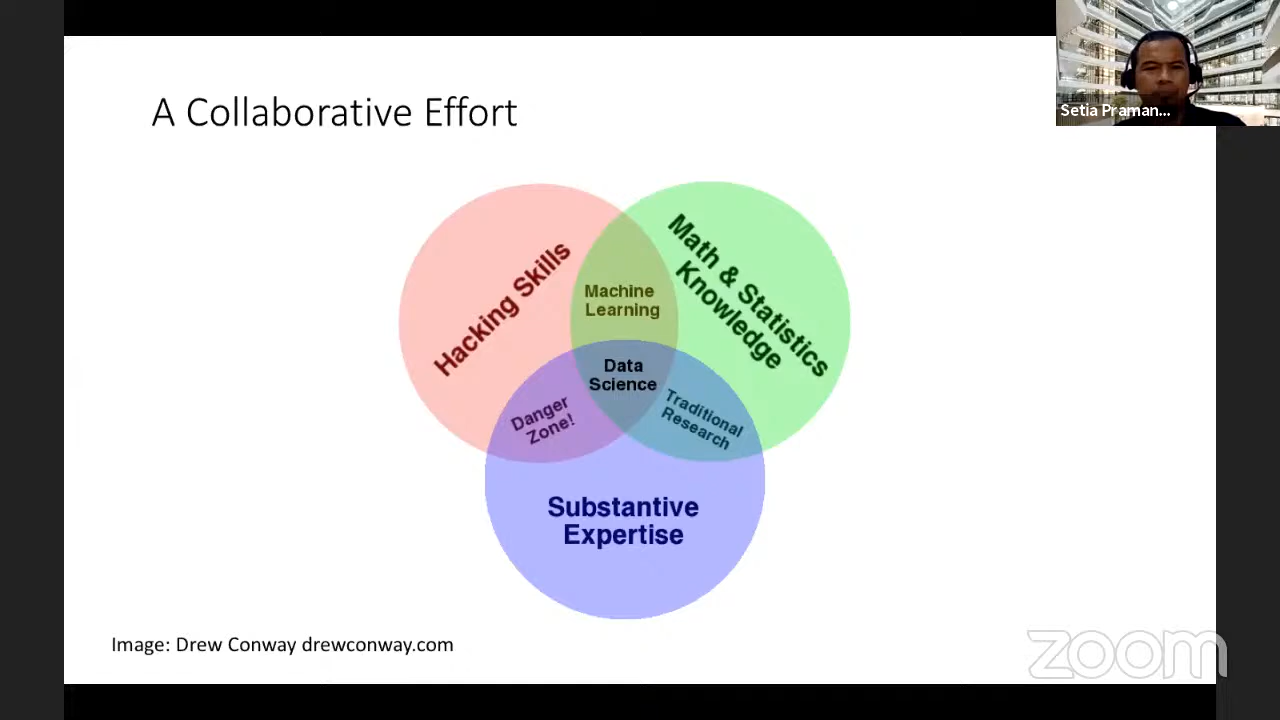 A Collaborative Effort
Setia Praman...
Hacking Skills
Math & Statistics
Knowledge
Machine
Learning
Data
Science
Danger
Zone!
Traditional
Research
Substantive
Expertise
Image: Drew Conway drewconway.com
zoom